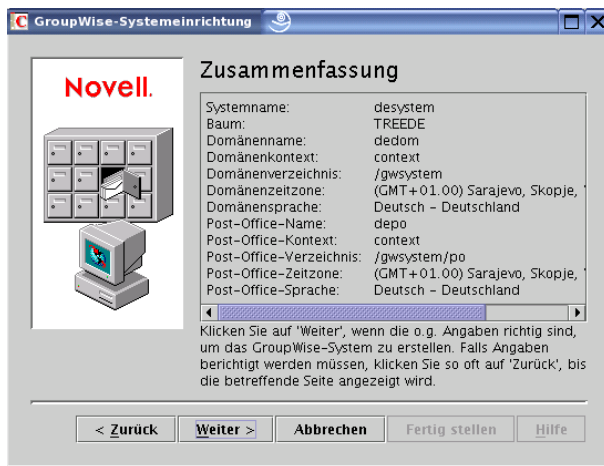 GroupWise-Systemeinrichtung
Novell.
Zusammenfassung
Systemname: desystem
Baum: TREEDE
Domänenname: dedom
Domänenkontext: context
Domänenverzeichnis: /gwsystem
Domänenzeitzone: (GMT+01.00) Sarajevo, Skopje,
Domänensprache: Deutsch - Deutschland
Post-Office-Name: depo
Post-Office-Kontext: context
Post-Office-Verzeichnis: /gwsystem/po
Post-Office-Zeitzone: (GMT+01.00) Sarajevo, Skopje,
Post-Office-Sprache: Deutsch - Deutschland
Klicken Sie auf 'Weiter', wenn die o.g. Angaben richtig sind,
um das GroupWise-System zu erstellen. Falls Angaben
berichtigt werden müssen, klicken Sie so oft auf 'Zurück', bis
die betreffende Seite angezeigt wird.
< Zurück Weiter > Abbrechen Fertig stellen Hilfe